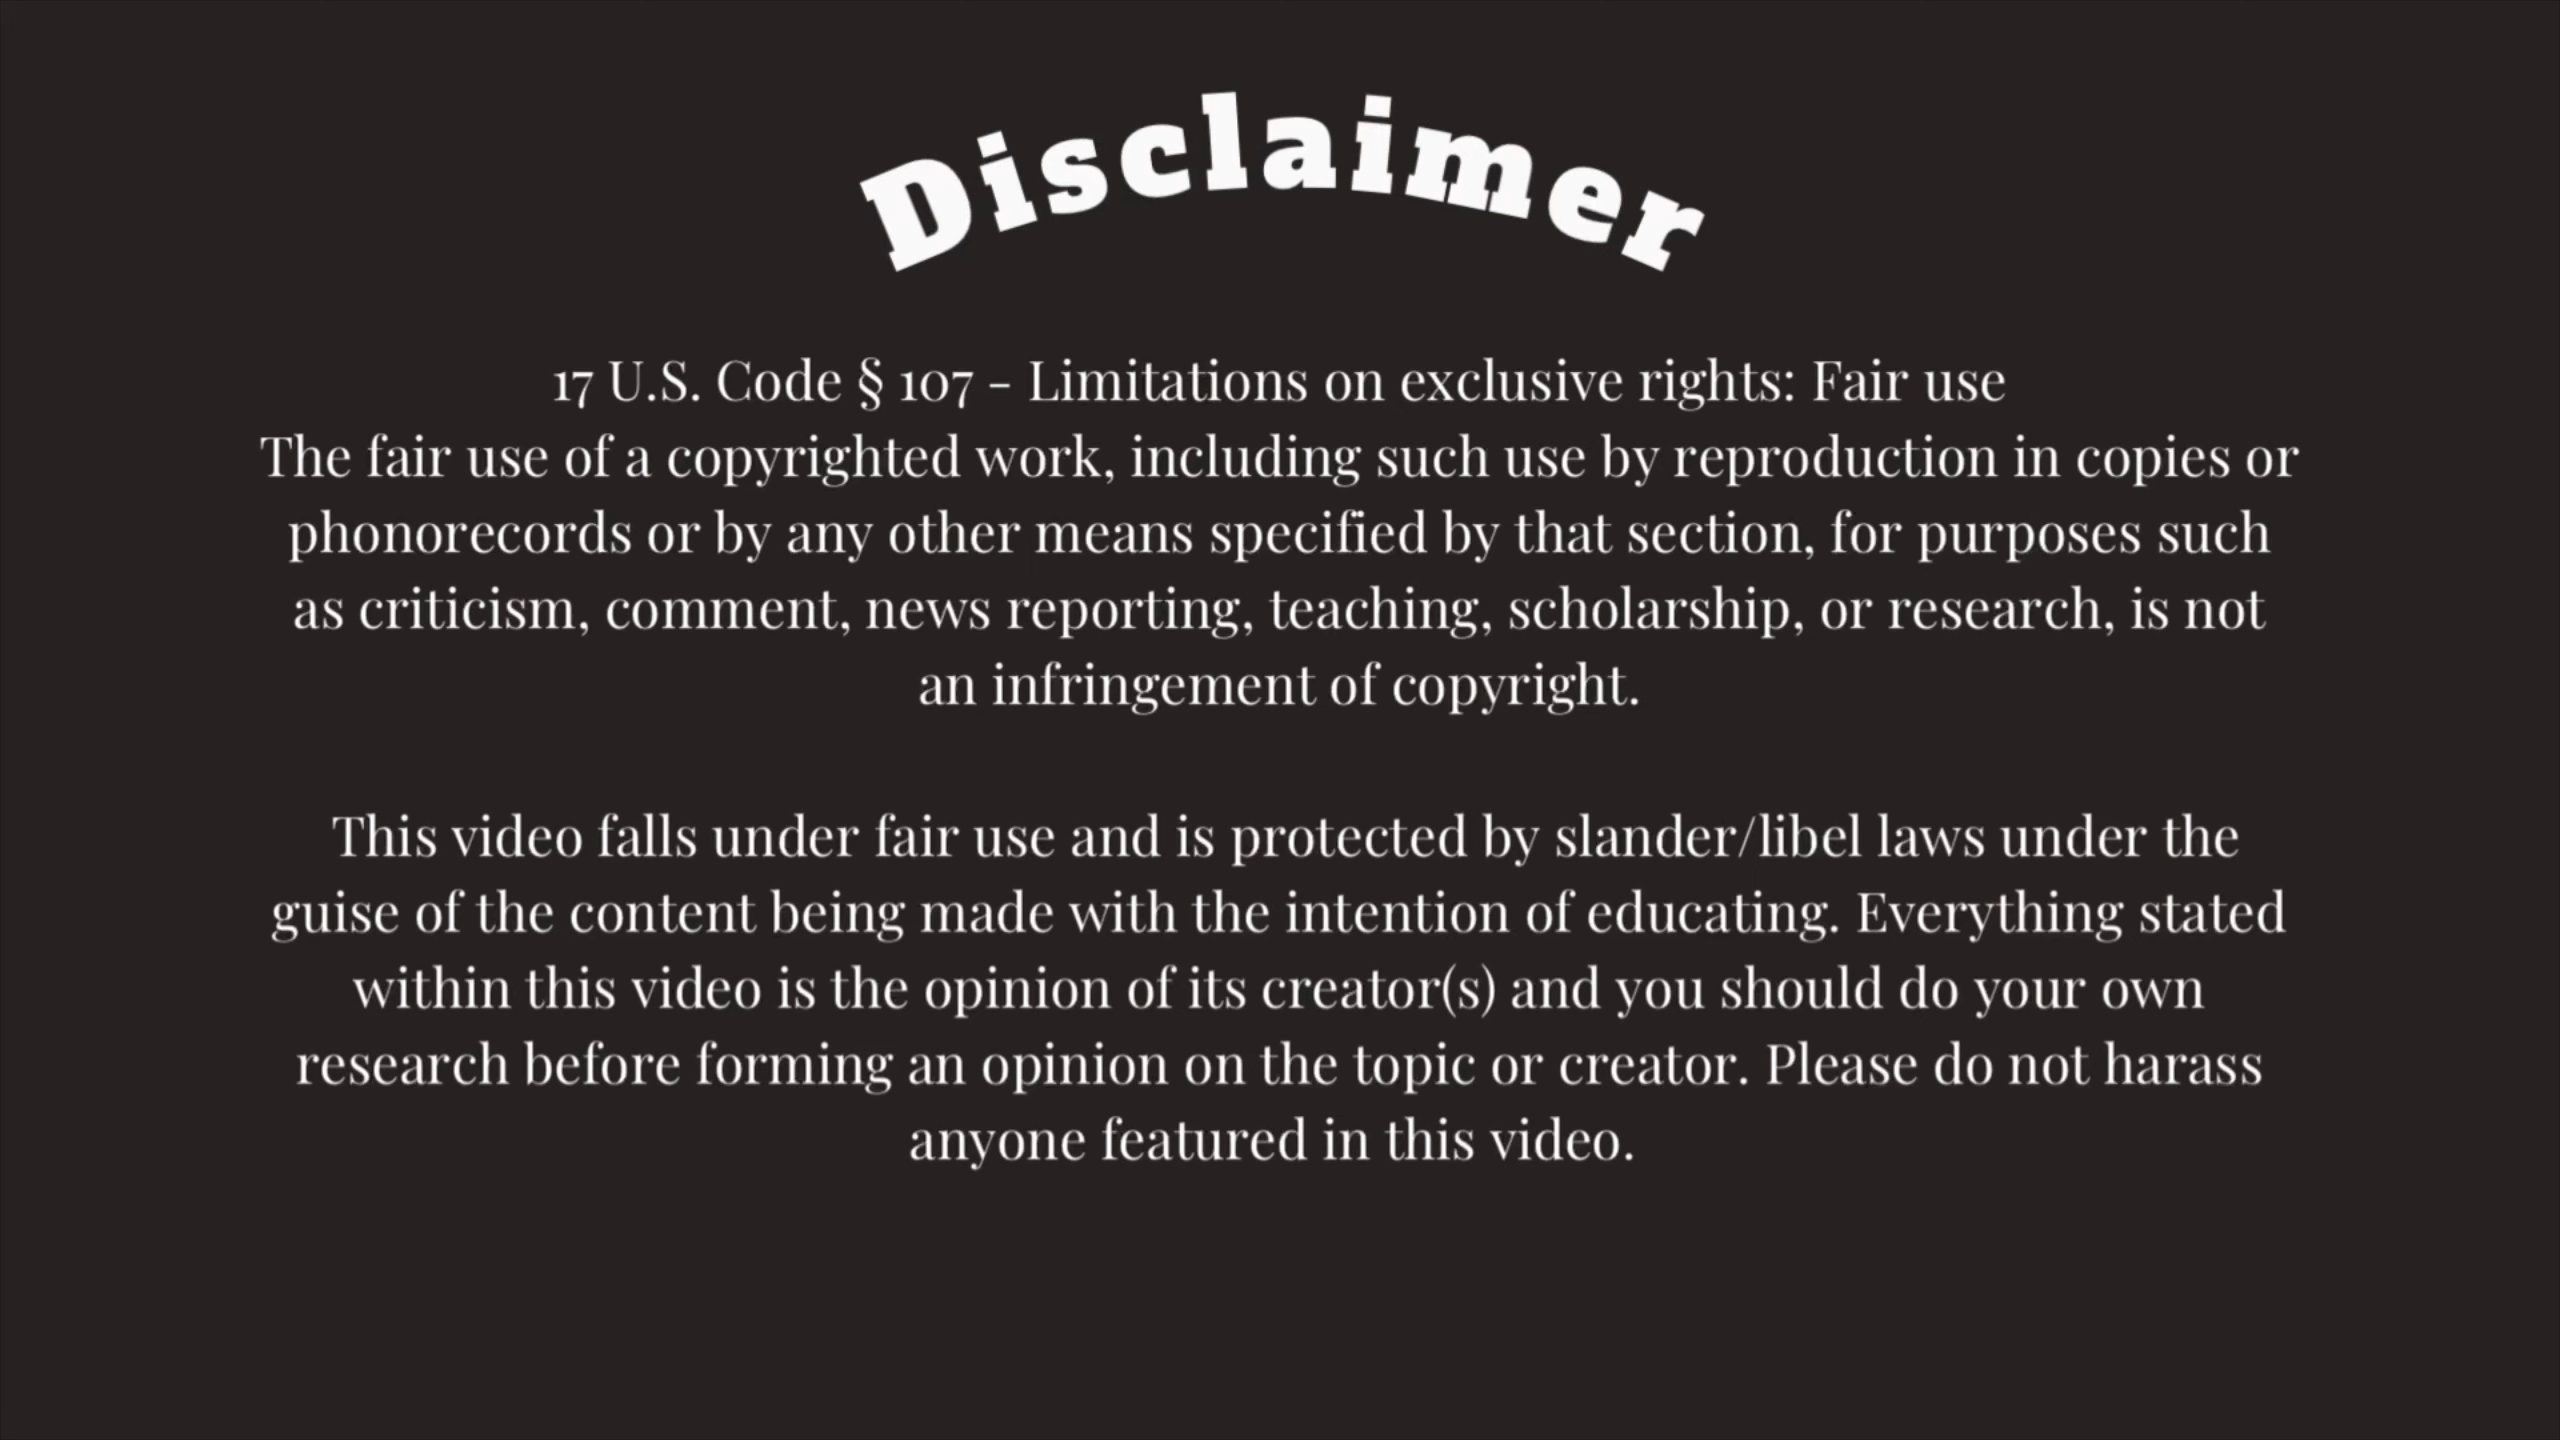 Disclaimer
17 U.S. Code § 107 - Limitations on exclusive rights: Fair use
The fair use of a copyrighted work, including such use by reproduction in copies or
phonorecords or by any other means specified by that section, for purposes such
as criticism, comment, news reporting, teaching, scholarship, or research, is not
an infringement of copyright.
This video falls under fair use and is protected by slander/libel laws under the
guise of the content being made with the intention of educating. Everything stated
within this video is the opinion of its creator(s) and you should do your own
research before forming an opinion on the topic or creator. Please do not harass
anyone featured in this video.